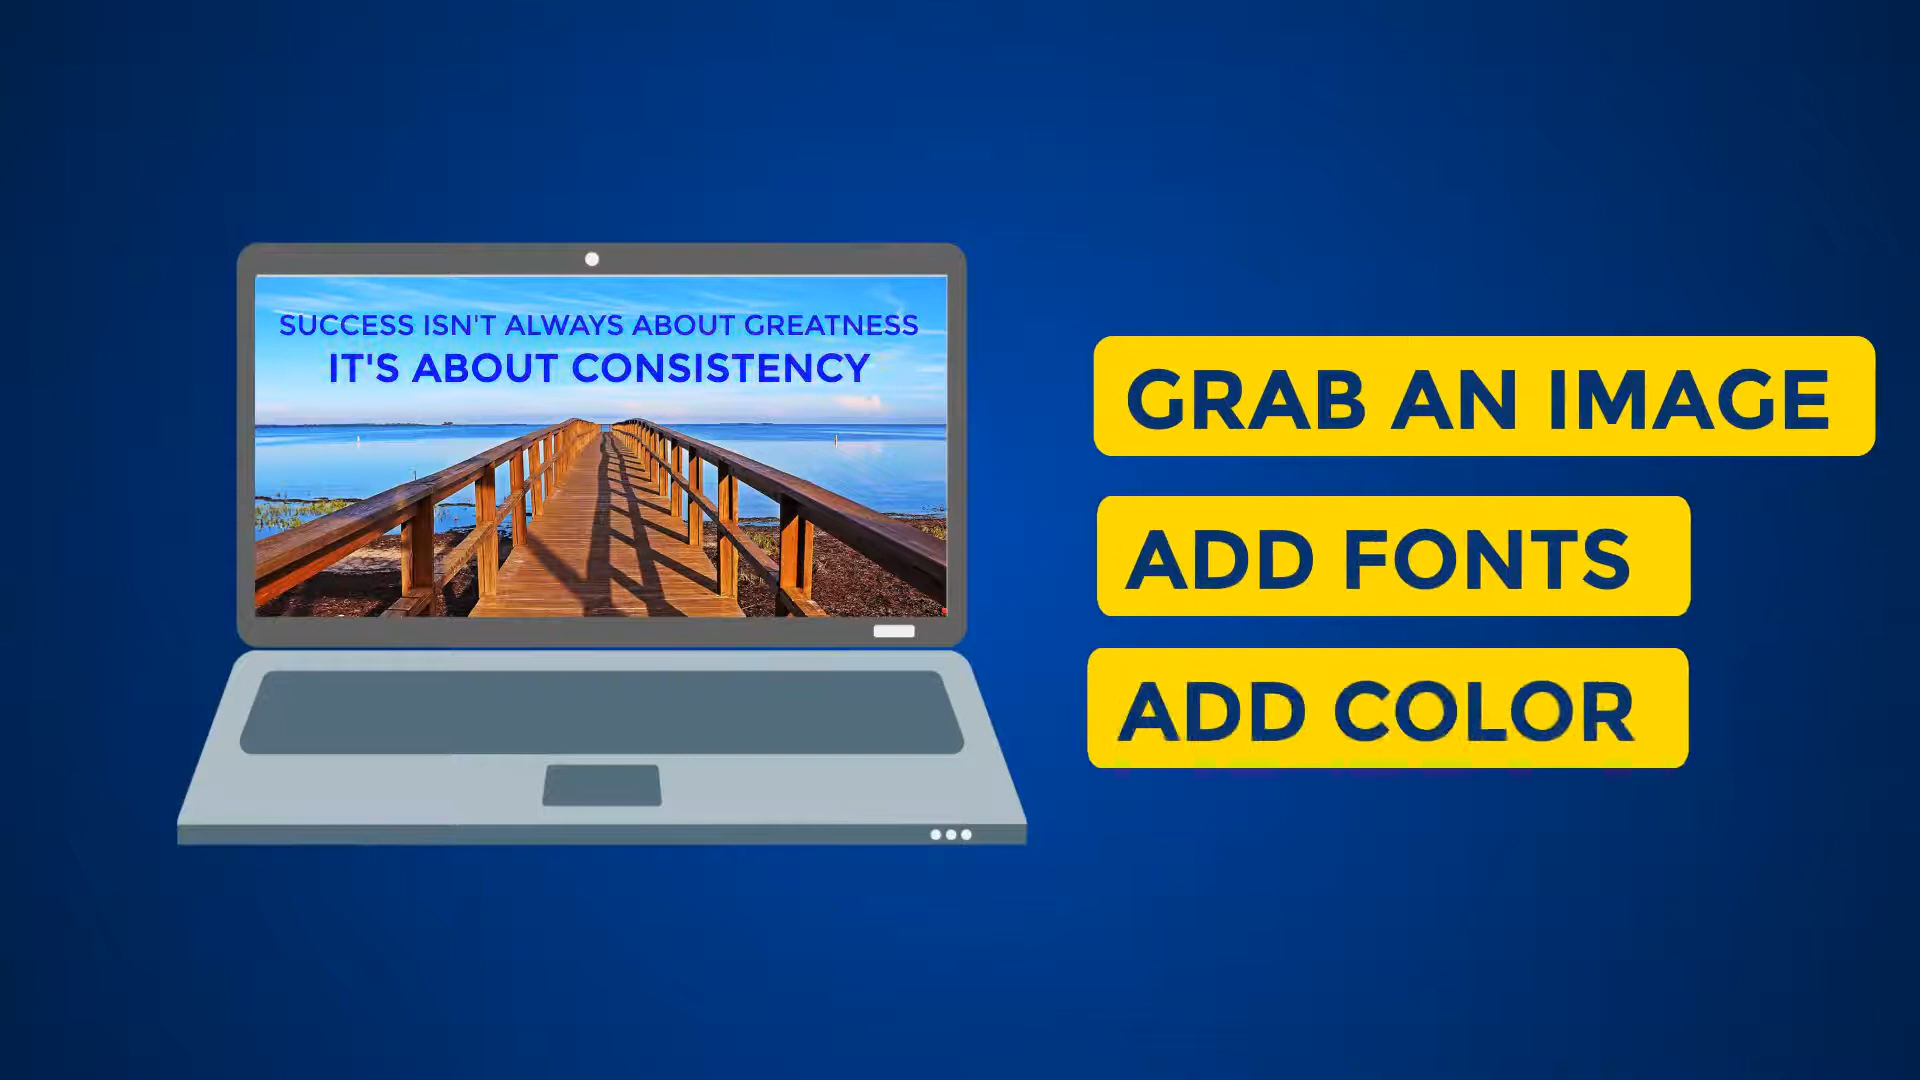 SUCCESS ISN'T ALWAYS ABOUT GREATNESS
IT'S ABOUT CONSISTENCY
GRAB AN IMAGE
ADD FONTS
ADD COLOR